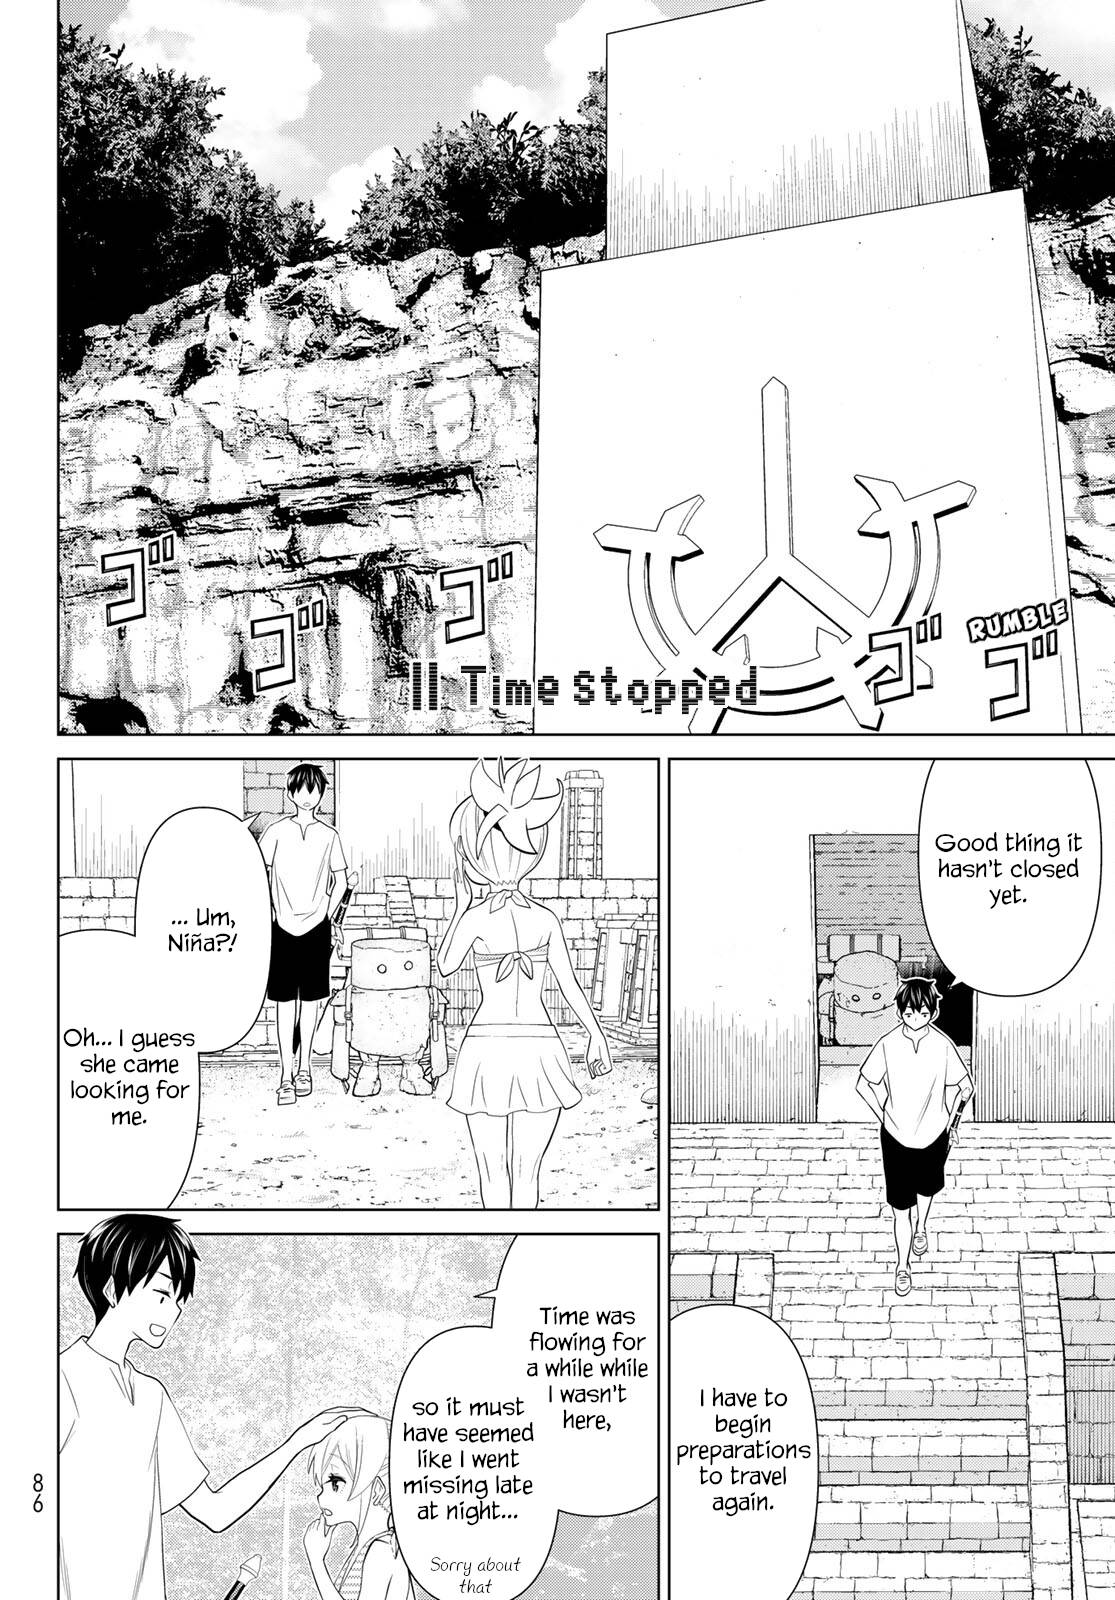 ゴ゛
ゴ゛
ゴ゛
ゴ゛
RUMBLE
ゴ゛
|| Time Stopped
Good thing it
hasn't closed
yet.
I have to
begin
preparations
to travel
again.
... Um,
Niña?!
Oh... I guess
she came
looking for
me.
Time was
flowing for
a while while
I wasn't
here,
so it must
have seemed
like I went
missing late
at night...
Sorry about
that
86